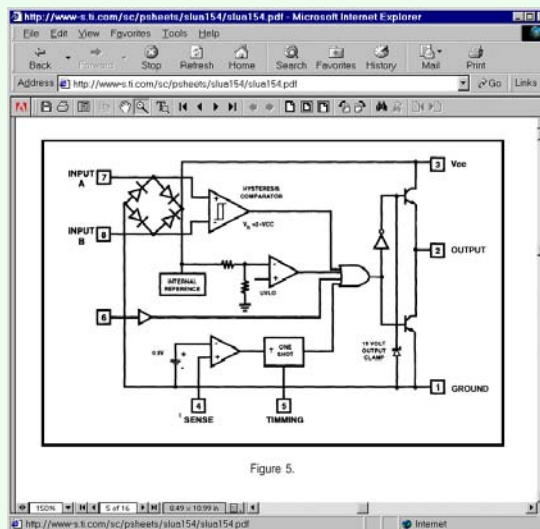 http://www-s.ti.com/sc/psheets/slua154/slua154.pdf - Microsoft Internet Explorer
File Edit View Favorites Tools Help
Back Forward Stop Refresh Home Search Favorites History Mail Print
Address http://www-s.ti.com/sc/psheets/slua154/slua154.pdf Go Links
INPUT A 7
3 Vcc
HYSTERESIS COMPARATOR
INPUT B 8
2 OUTPUT
INTERNAL REFERENCE
UVLO
6
ONE SHOT
15 VOLT OUTPUT CLAMP
1 GROUND
4 5
SENSE TIMMING
Figure 5.
150% 5 of 16 8.49 x 10.99 in
http://www-s.ti.com/sc/psheets/slua154/slua154.pdf Internet